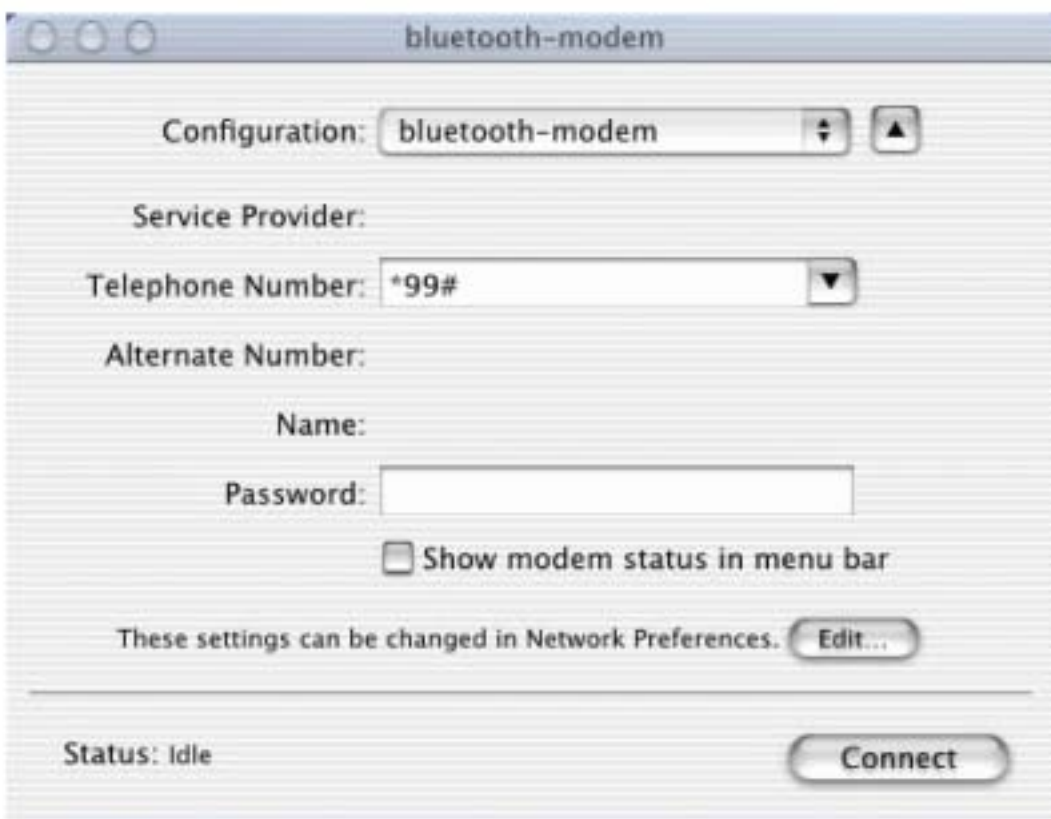 bluetooth-modem
Configuration: bluetooth-modem
Service Provider:
Telephone Number: *99#
Alternate Number:
Name:
Password:
Show modem status in menu bar
These settings can be changed in Network Preferences. Edit...
Status: Idle
Connect